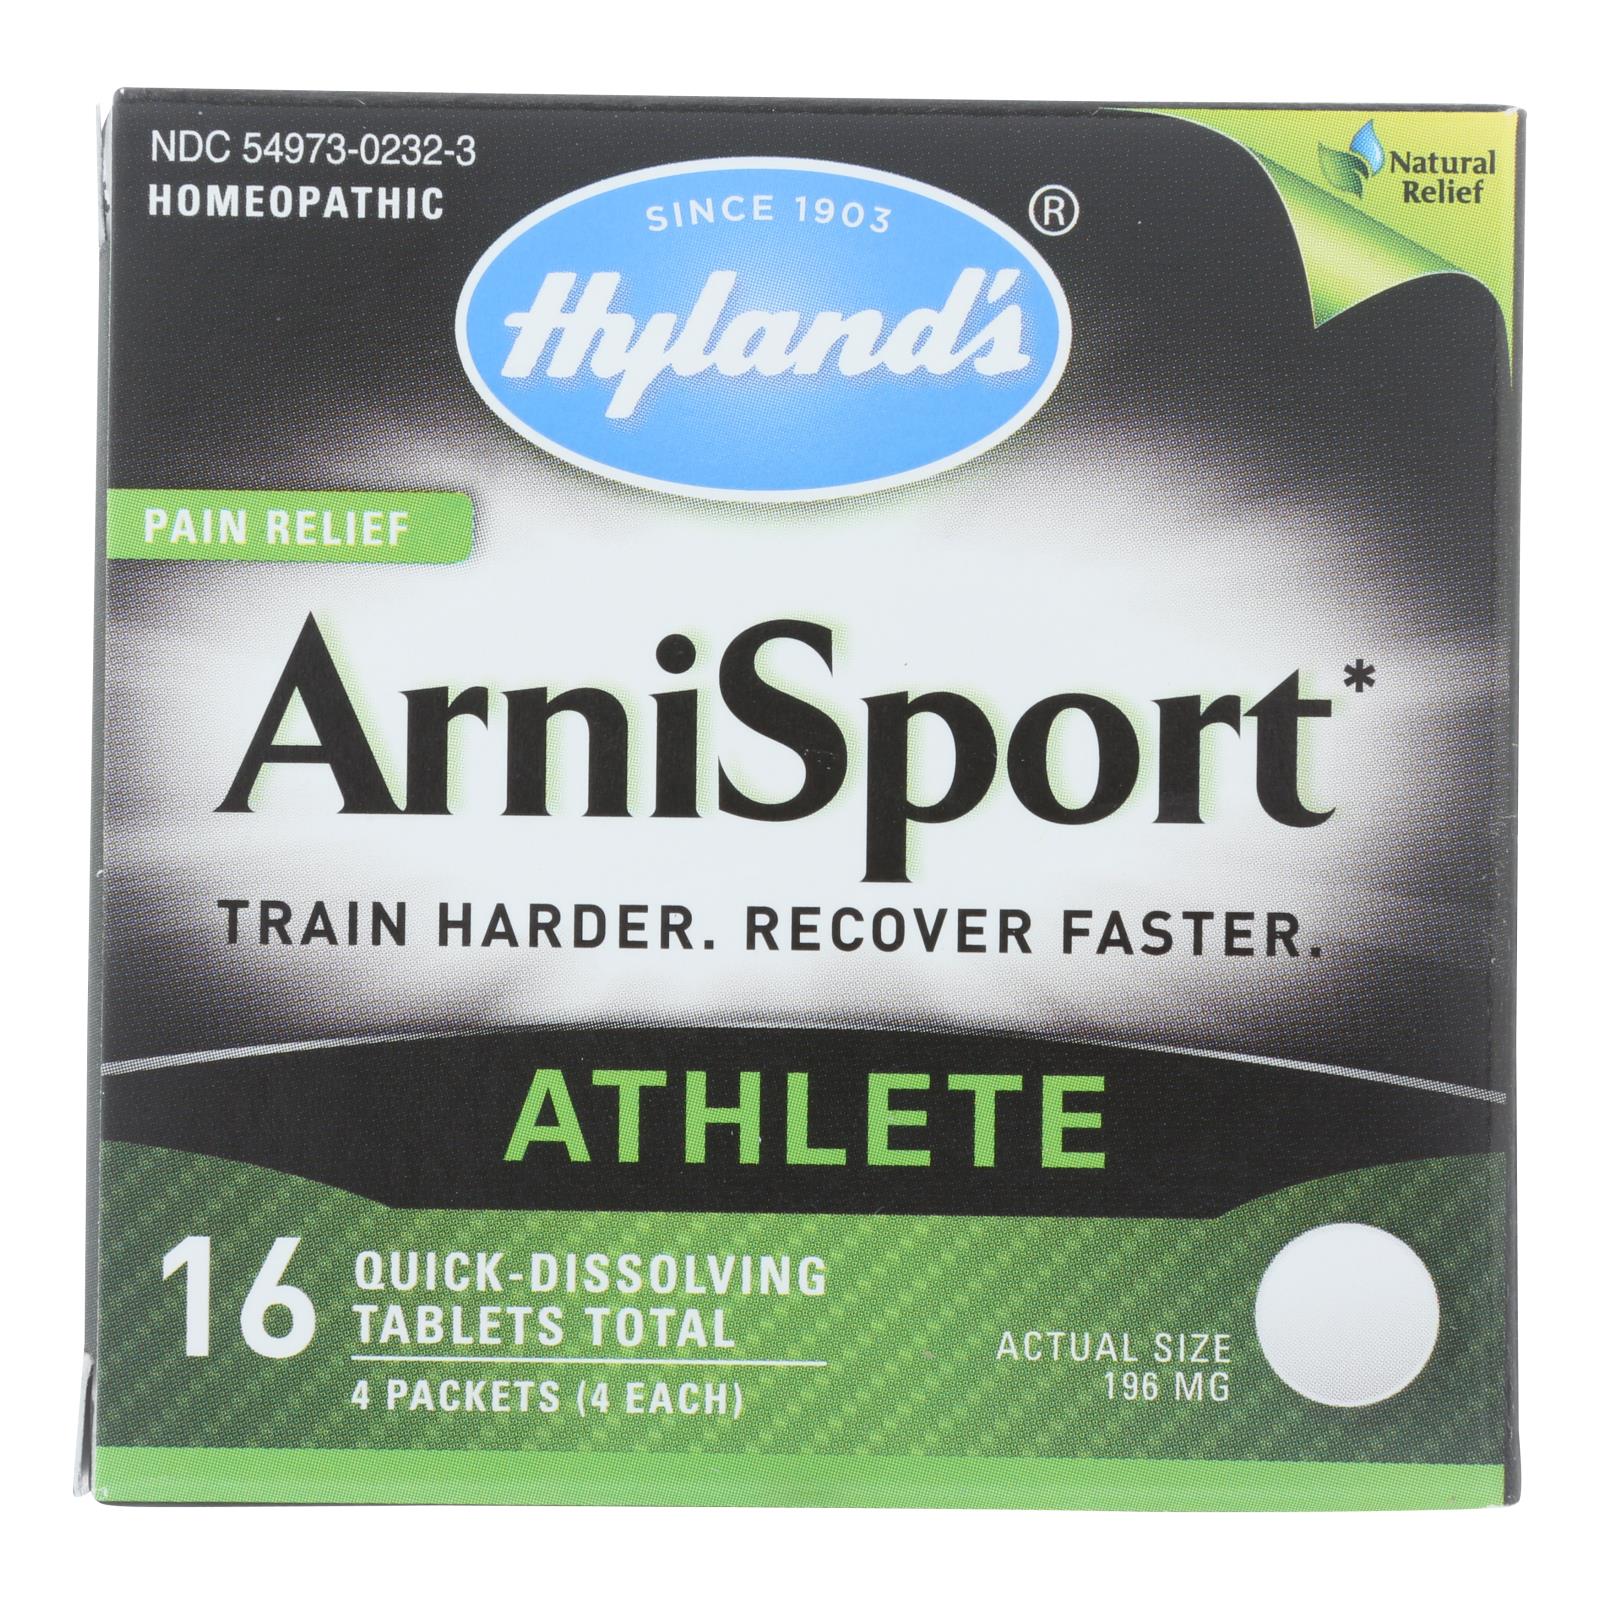 NDC 54973-0232-3
HOMEOPATHIC
SINCE 1903
Hyland's
®
Natural
Relief
PAIN RELIEF
ArniSport*
TRAIN HARDER. RECOVER FASTER.
ATHLETE
16
QUICK-DISSOLVING
TABLETS TOTAL
4 PACKETS (4 EACH)
ACTUAL SIZE
196 MG